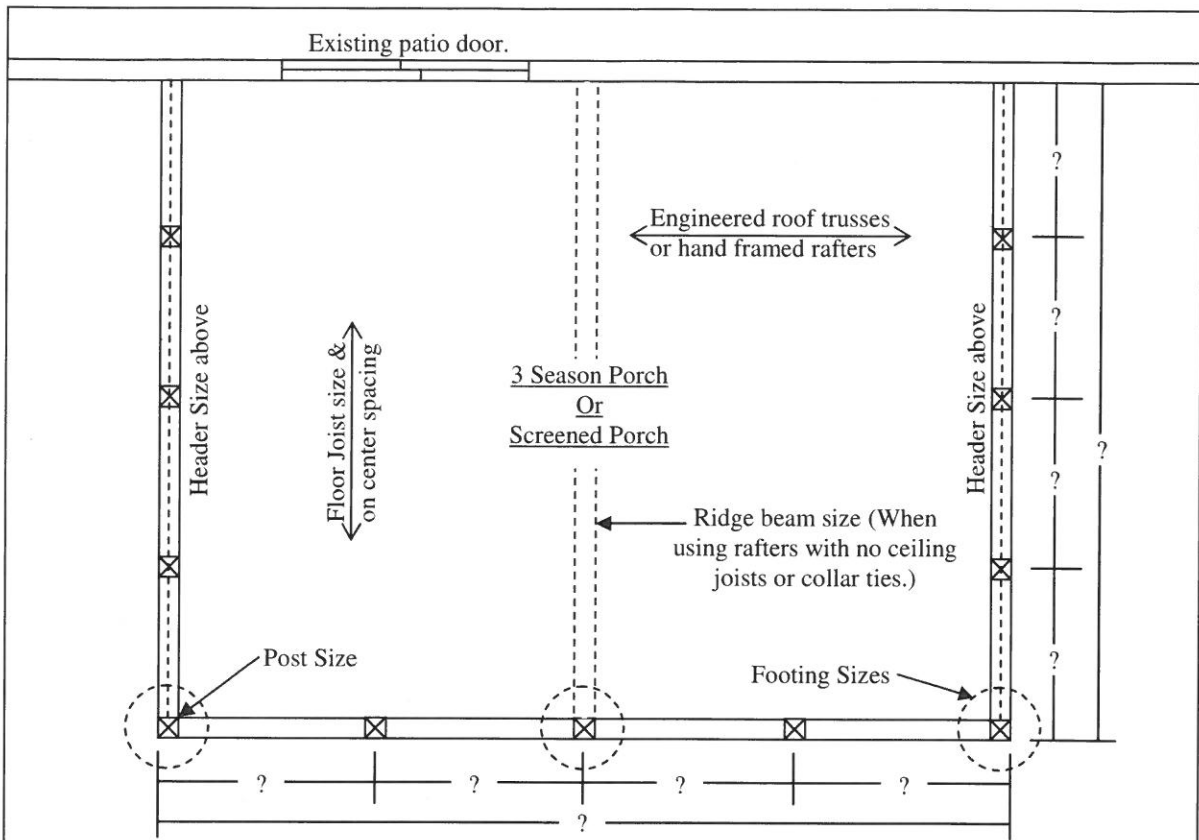 Existing patio door.
?
Engineered roof trusses
or hand framed rafters
?
Header Size above
Floor Joist size &
on center spacing
3 Season Porch
Or
Screened Porch
Header Size above
?
?
Ridge beam size (When
using rafters with no ceiling
joists or collar ties.)
Post Size
Footing Sizes
?
?
?
?
?
?